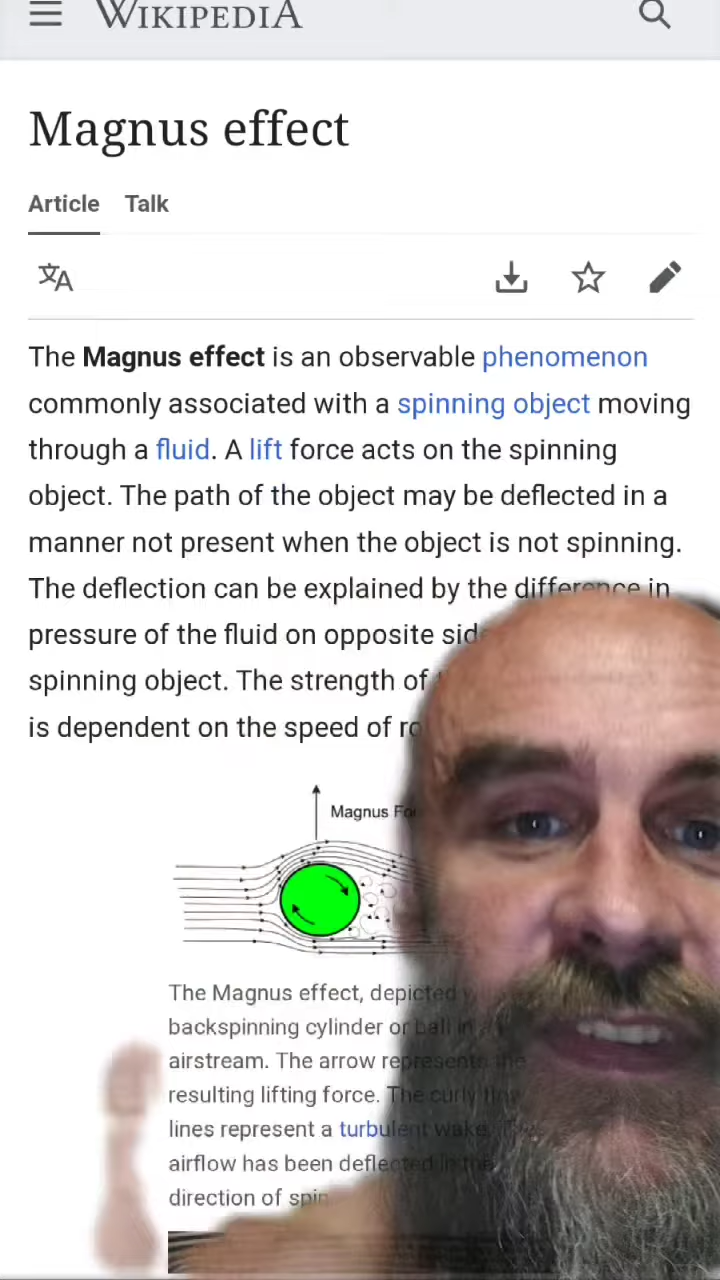 WIKIPEDIA
Magnus effect
Article Talk
The Magnus effect is an observable phenomenon
commonly associated with a spinning object moving
through a fluid. A lift force acts on the spinning
object. The path of the object may be deflected in a
manner not present when the object is not spinning.
The deflection can be explained by the difference in
pressure of the fluid on opposite
spinning object. The strength of
is dependent on the speed of
Magnus
The Magnus effect, depicted
backspinning cylinder or ball in
airstream. The arrow represents the
resulting lifting force. The curly
lines represent a turbulent wake.
airflow has been deflected in the
direction of spin